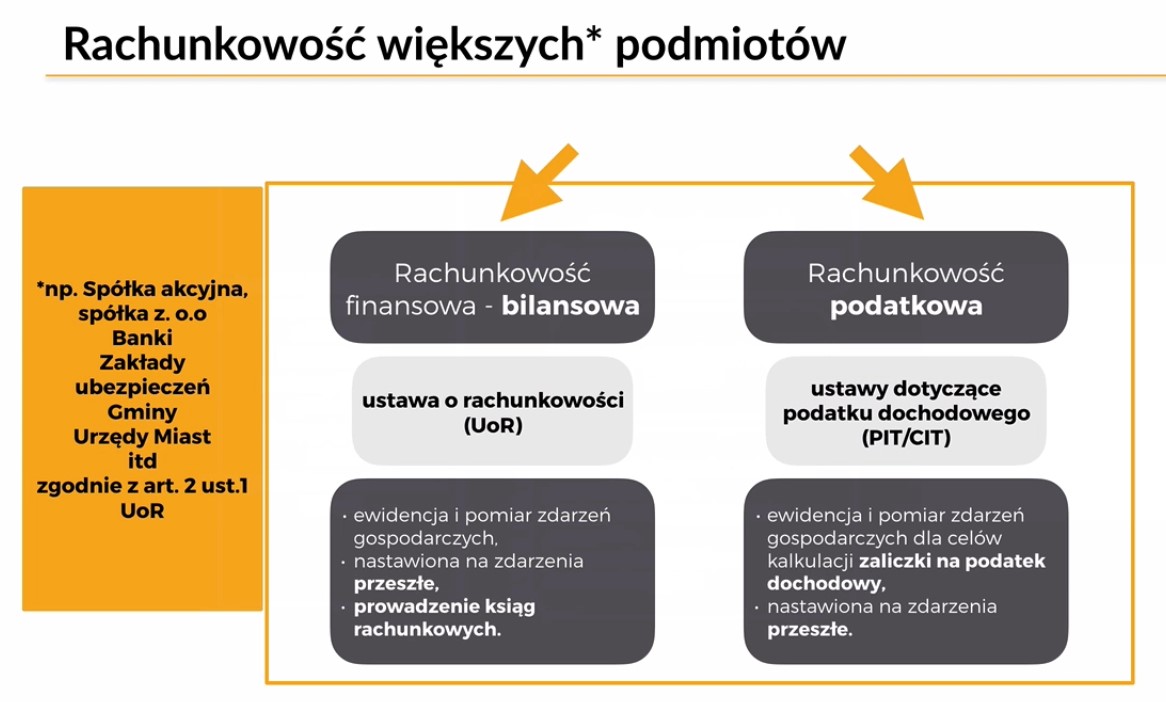 Rachunkowość większych* podmiotów
*np. Spółka akcyjna,
spółka z. o.o
Banki
Zakłady
ubezpieczeń
Gminy
Urzędy Miast
itd
zgodnie z art. 2 ust.1
UoR
Rachunkowość
finansowa - bilansowa
ustawa o rachunkowości
(UoR)
• ewidencja i pomiar zdarzeń
gospodarczych,
• nastawiona na zdarzenia
przeszłe,
• prowadzenie ksiąg
rachunkowych.
Rachunkowość
podatkowa
ustawy dotyczące
podatku dochodowego
(PIT/CIT)
• ewidencja i pomiar zdarzeń
gospodarczych dla celów
kalkulacji zaliczki na podatek
dochodowy,
• nastawiona na zdarzenia
przeszłe.